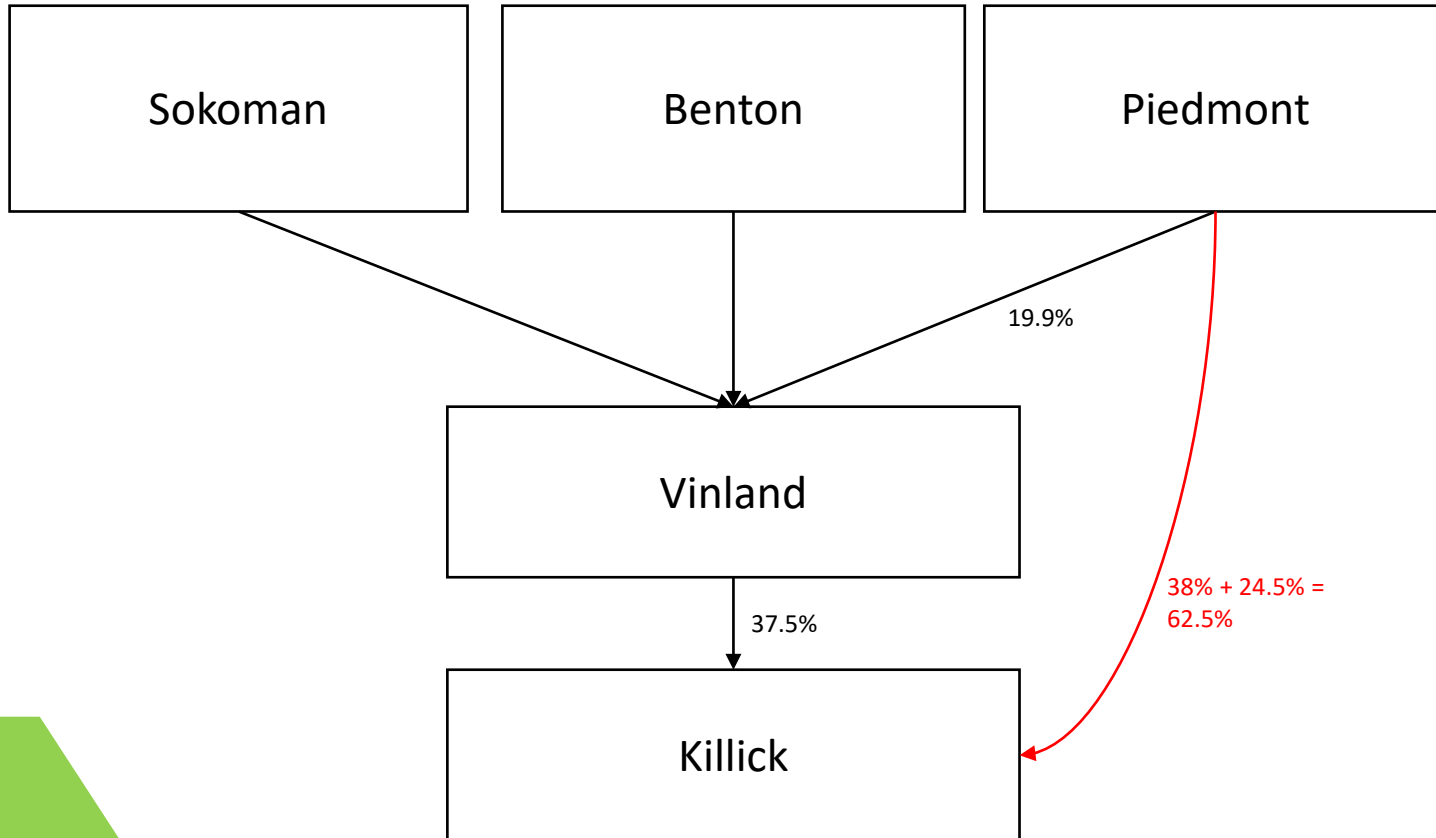 Sokoman
Benton
Piedmont
19.9%
Vinland
38% + 24.5% =
62.5%
37.5%
Killick